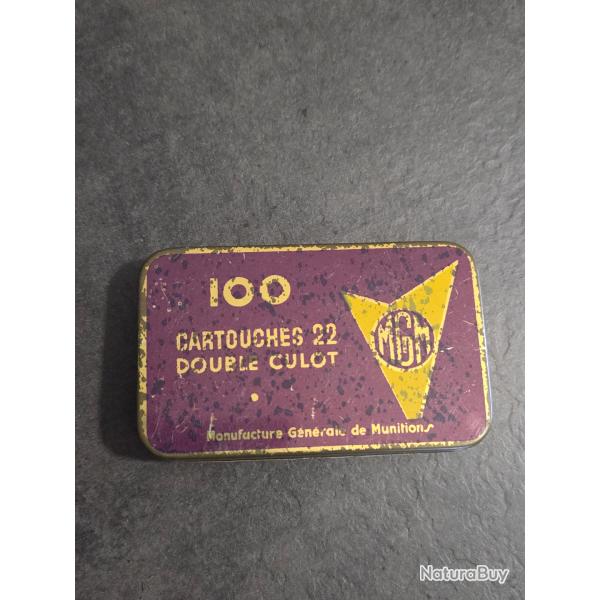 100
CARTOUCHES 22
DOUBLE CULOT
MGM
Manufacture Générale de Munitions
NaturaBuy